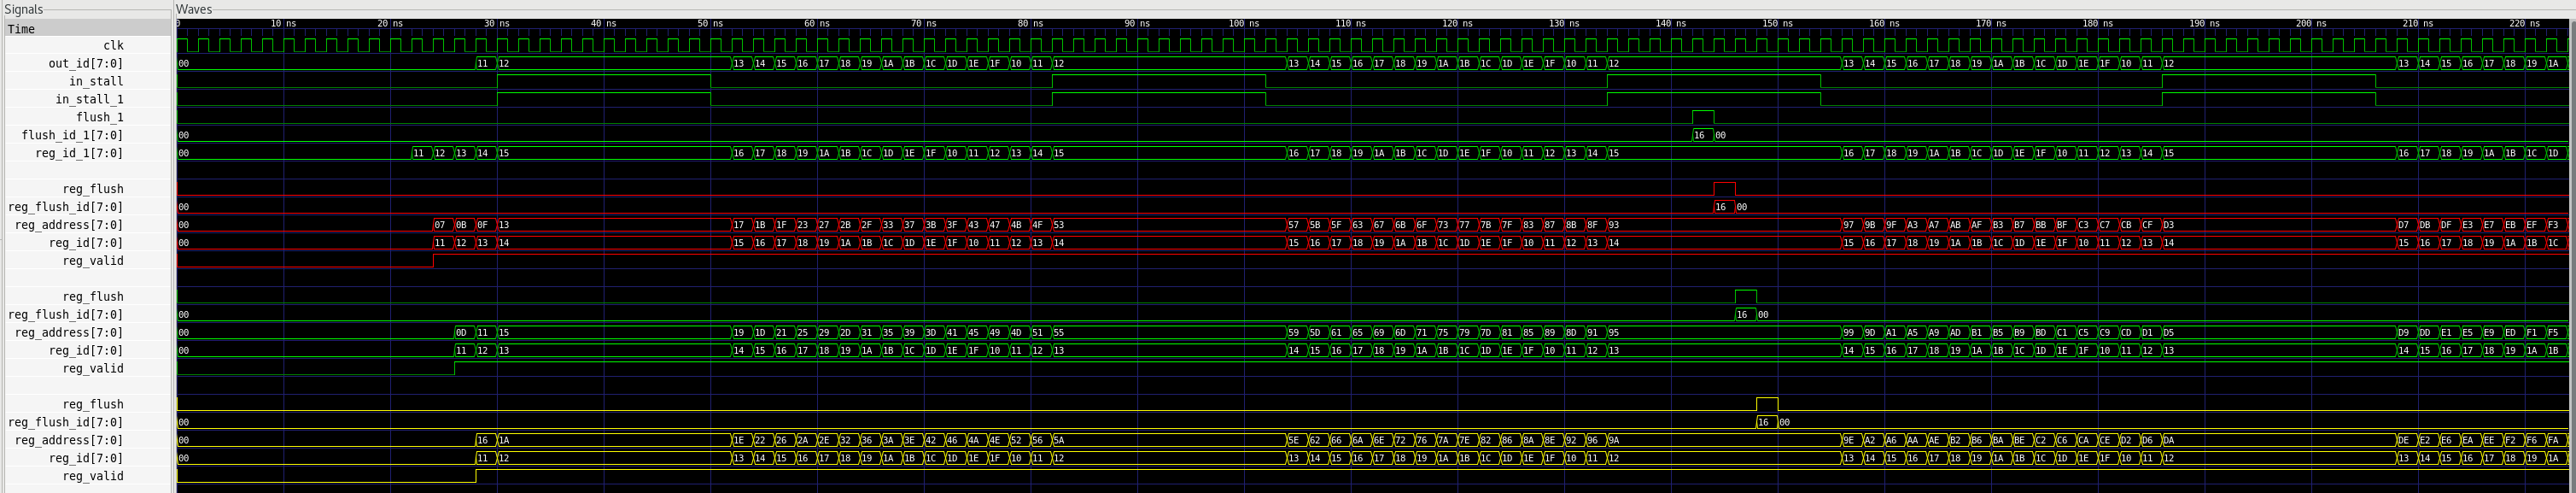 Signals Waves
Time 0 10 ns 20 ns 30 ns 40 ns 50 ns 60 ns 70 ns 80 ns 90 ns 100 ns 110 ns 120 ns 130 ns 140 ns 150 ns 160 ns 170 ns 180 ns 190 ns 200 ns 210 ns 220 ns
clk
out_id[7:0] 00 11 12 13 14 15 16 17 18 19 1A 1B 1C 1D 1E 1F 10 11 12 13 14 15 16 17 18 19 1A 1B 1C 1D 1E 1F 10 11 12 13 14 15 16 17 18 19 1A 1B 1C 1D 1E 1F 10 11 12 13 14 15 16 17 18 19 1A
in_stall
in_stall_1
flush_1
flush_id_1[7:0] 00 16 00
reg_id_1[7:0] 00 11 12 13 14 15 16 17 18 19 1A 1B 1C 1D 1E 1F 10 11 12 13 14 15 16 17 18 19 1A 1B 1C 1D 1E 1F 10 11 12 13 14 15 16 17 18 19 1A 1B 1C 1D 1E 1F 10 11 12 13 14 15 16 17 18 19 1A 1B 1C 1D
reg_flush
reg_flush_id[7:0] 00 16 00
reg_address[7:0] 00 07 0B 0F 13 17 1B 1F 23 27 2B 2F 33 37 3B 3F 43 47 4B 4F 53 57 5B 5F 63 67 6B 6F 73 77 7B 7F 83 87 8B 8F 93 97 9B 9F A3 A7 AB AF B3 B7 BB BF C3 C7 CB CF D3 D7 DB DF E3 E7 EB EF F3
reg_id[7:0] 00 11 12 13 14 15 16 17 18 19 1A 1B 1C 1D 1E 1F 10 11 12 13 14 15 16 17 18 19 1A 1B 1C 1D 1E 1F 10 11 12 13 14 15 16 17 18 19 1A 1B 1C 1D 1E 1F 10 11 12 13 14 15 16 17 18 19 1A 1B 1C
reg_valid
reg_flush
reg_flush_id[7:0] 00 16 00
reg_address[7:0] 00 0D 11 15 19 1D 21 25 29 2D 31 35 39 3D 41 45 49 4D 51 55 59 5D 61 65 69 6D 71 75 79 7D 81 85 89 8D 91 95 99 9D A1 A5 A9 AD B1 B5 B9 BD C1 C5 C9 CD D1 D5 D9 DD E1 E5 E9 ED F1 F5
reg_id[7:0] 00 11 12 13 14 15 16 17 18 19 1A 1B 1C 1D 1E 1F 10 11 12 13 14 15 16 17 18 19 1A 1B 1C 1D 1E 1F 10 11 12 13 14 15 16 17 18 19 1A 1B 1C 1D 1E 1F 10 11 12 13 14 15 16 17 18 19 1A 1B
reg_valid
reg_flush
reg_flush_id[7:0] 00 16 00
reg_address[7:0] 00 16 1A 1E 22 26 2A 2E 32 36 3A 3E 42 46 4A 4E 52 56 5A 5E 62 66 6A 6E 72 76 7A 7E 82 86 8A 8E 92 96 9A 9E A2 A6 AA AE B2 B6 BA BE C2 C6 CA CE D2 D6 DA DE E2 E6 EA EE F2 F6 FA
reg_id[7:0] 00 11 12 13 14 15 16 17 18 19 1A 1B 1C 1D 1E 1F 10 11 12 13 14 15 16 17 18 19 1A 1B 1C 1D 1E 1F 10 11 12 13 14 15 16 17 18 19 1A 1B 1C 1D 1E 1F 10 11 12 13 14 15 16 17 18 19 1A
reg_valid